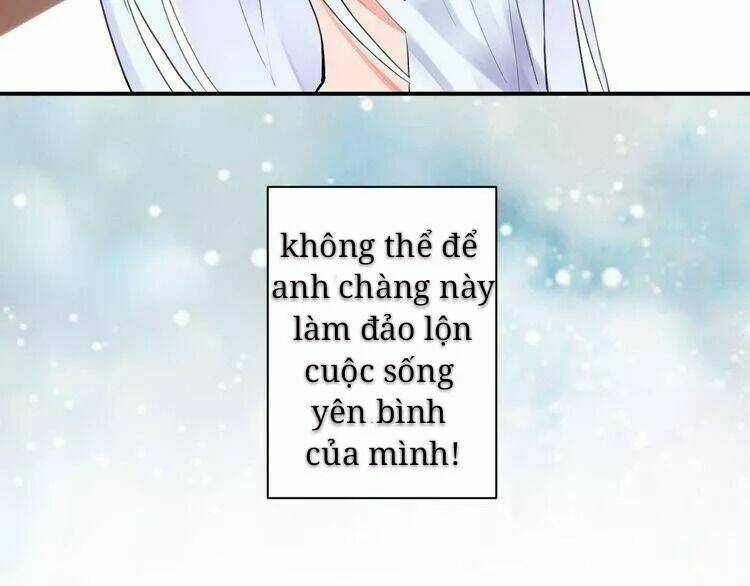 không thể để
anh chàng này
làm đảo lộn
cuộc sống
yên bình
của mình!